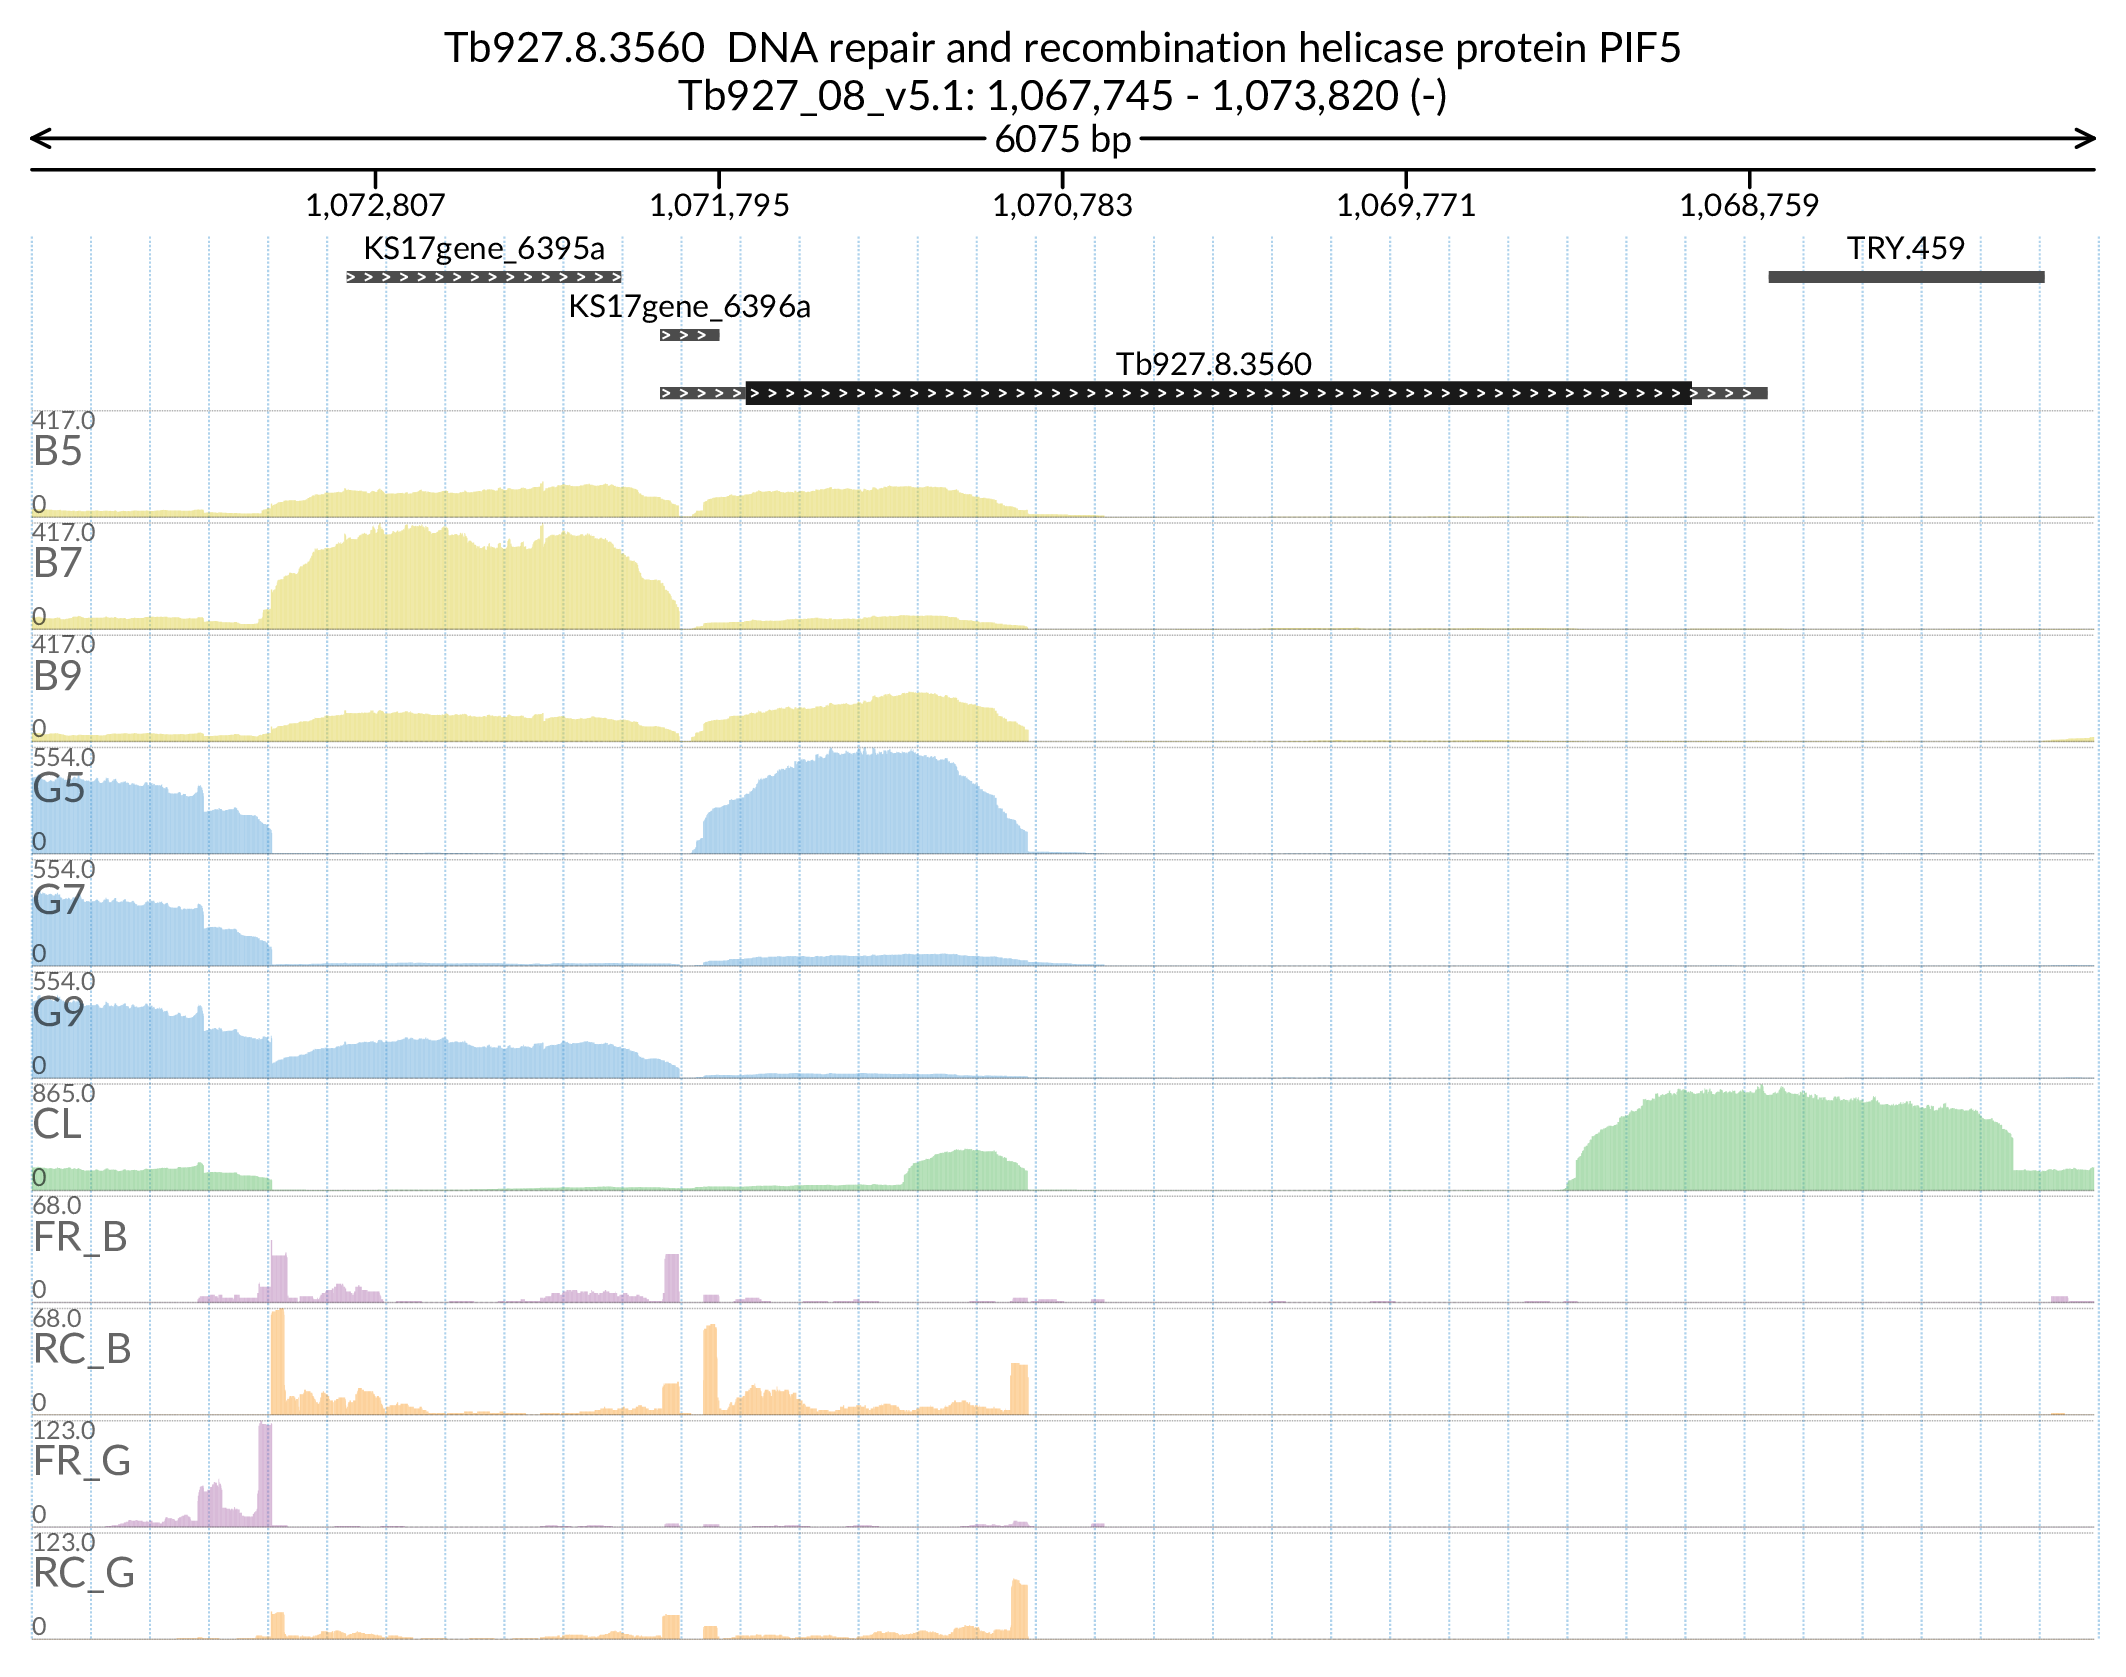 Tb927.8.3560 DNA repair and recombination helicase protein PIF5
Tb927_08_v5.1: 1,067,745 - 1,073,820 (-)
6075 bp
1,072,807 1,071,795 1,070,783 1,069,771 1,068,759
KS17gene_6395a TRY.459
KS17gene_6396a
Tb927.8.3560
417.0
B5
0
417.0
B7
0
417.0
B9
0
554.0
G5
0
554.0
G7
0
554.0
G9
0
865.0
CL
0
68.0
FR_B
0
68.0
RC_B
0
123.0
FR_G
0
123.0
RC_G
0